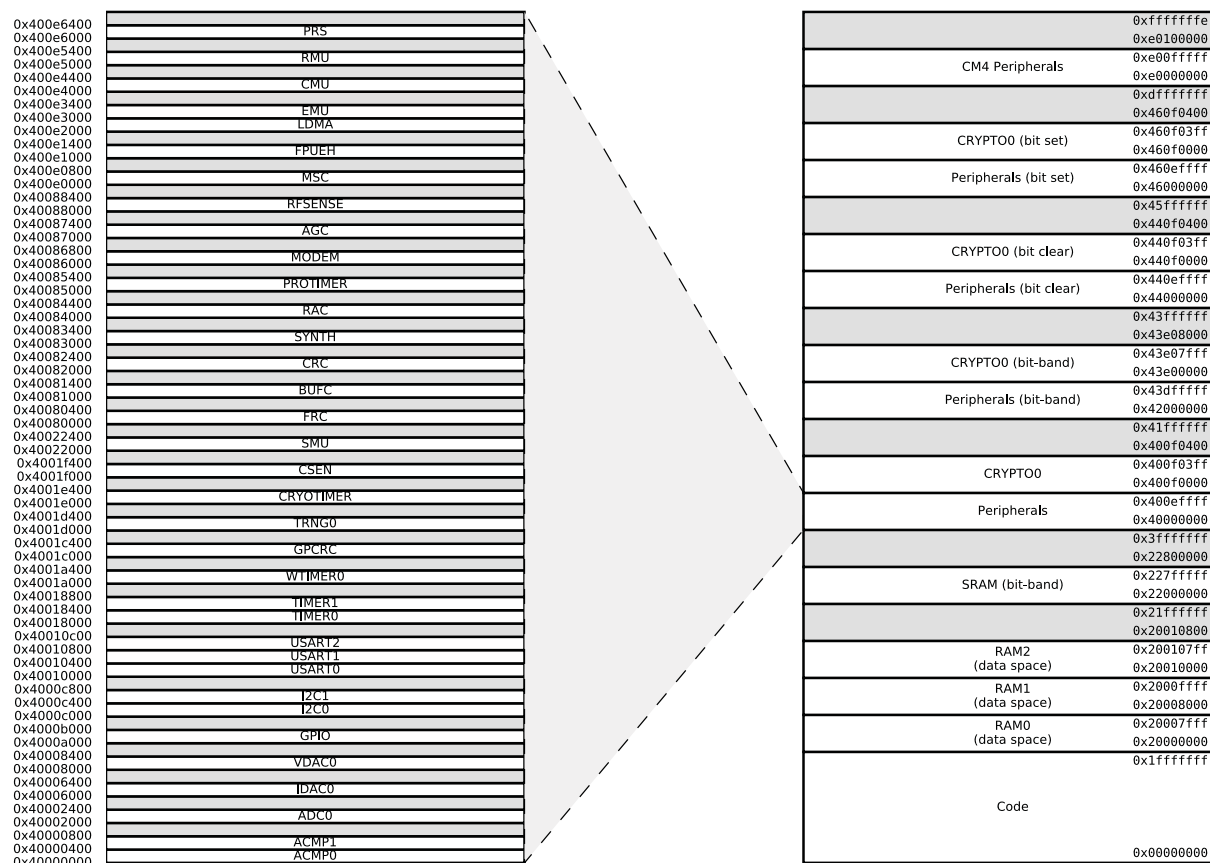 0x400e6400
PRS
0x400e6000
0x400e5400
RMU
0x400e5000
0x400e4400
CMU
0x400e4000
0x400e3400
EMU
0x400e3000
LDMA
0x400e2000
0x400e1400
FPUEH
0x400e1000
0x400e0800
MSC
0x400e0000
0x40088400
RFSENSE
0x40088000
0x40087400
AGC
0x40087000
0x40086800
MODEM
0x40086000
0x40085400
PROTIMER
0x40085000
0x40084400
RAC
0x40084000
0x40083400
SYNTH
0x40083000
0x40082400
CRC
0x40082000
0x40081400
BUFC
0x40081000
0x40080400
FRC
0x40080000
0x40022400
SMU
0x40022000
0x4001f400
CSEN
0x4001f000
0x4001e400
CRYOTIMER
0x4001e000
0x4001d400
TRNG0
0x4001d000
0x4001c400
GPCRC
0x4001c000
0x4001a400
WTIMER0
0x4001a000
0x40018800
TIMER1
0x40018400
TIMER0
0x40018000
0x40010c00
USART2
0x40010800
USART1
0x40010400
USART0
0x40010000
0x4000c800
I2C1
0x4000c400
I2C0
0x4000c000
0x4000b000
GPIO
0x4000a000
0x40008400
VDAC0
0x40008000
0x40006400
IDAC0
0x40006000
0x40002400
ADC0
0x40002000
0x40000800
ACMP1
0x40000400
ACMP0
0x40000000
0xfffffffe
0xe0100000
CM4 Peripherals
0xe00fffff
0xe0000000
0xdfffffff
0x460f0400
CRYPTO0 (bit set)
0x460f03ff
0x460f0000
Peripherals (bit set)
0x460effff
0x46000000
0x45ffffff
0x440f0400
CRYPTO0 (bit clear)
0x440f03ff
0x440f0000
Peripherals (bit clear)
0x440effff
0x44000000
0x43ffffff
0x43e08000
CRYPTO0 (bit-band)
0x43e07fff
0x43e00000
Peripherals (bit-band)
0x43dfffff
0x42000000
0x41ffffff
0x400f0400
CRYPTO0
0x400f03ff
0x400f0000
Peripherals
0x400effff
0x40000000
0x3fffffff
0x22800000
SRAM (bit-band)
0x227fffff
0x22000000
0x21ffffff
0x20010800
RAM2
(data space)
0x200107ff
0x20010000
RAM1
(data space)
0x2000ffff
0x20008000
RAM0
(data space)
0x20007fff
0x20000000
0x1fffffff
Code
0x00000000